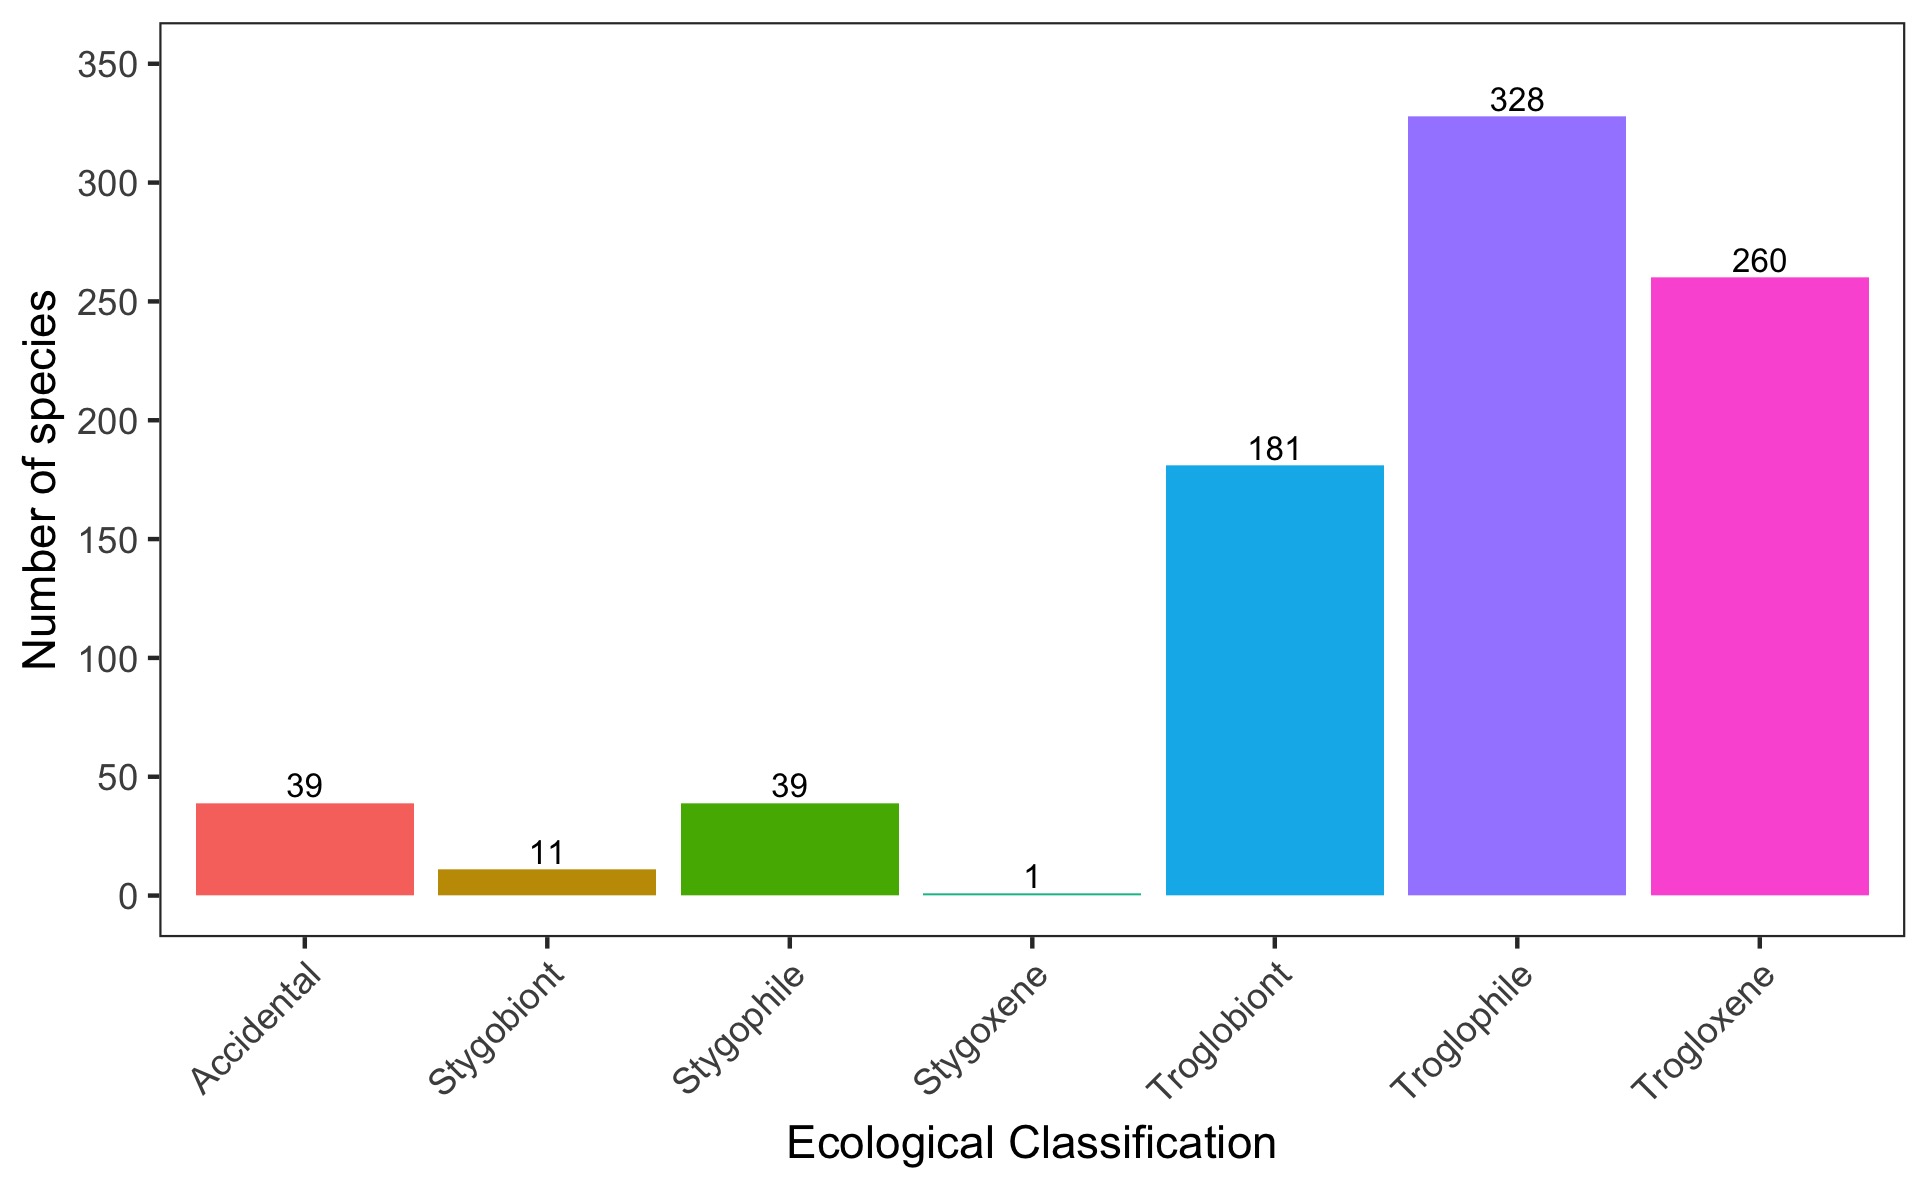 Number of species
350
300
250
200
150
100
50
0
39
11
39
1
181
328
260
Accidental
Stygobiont
Stygophile
Stygoxene
Troglobiont
Troglophile
Trogloxene
Ecological Classification